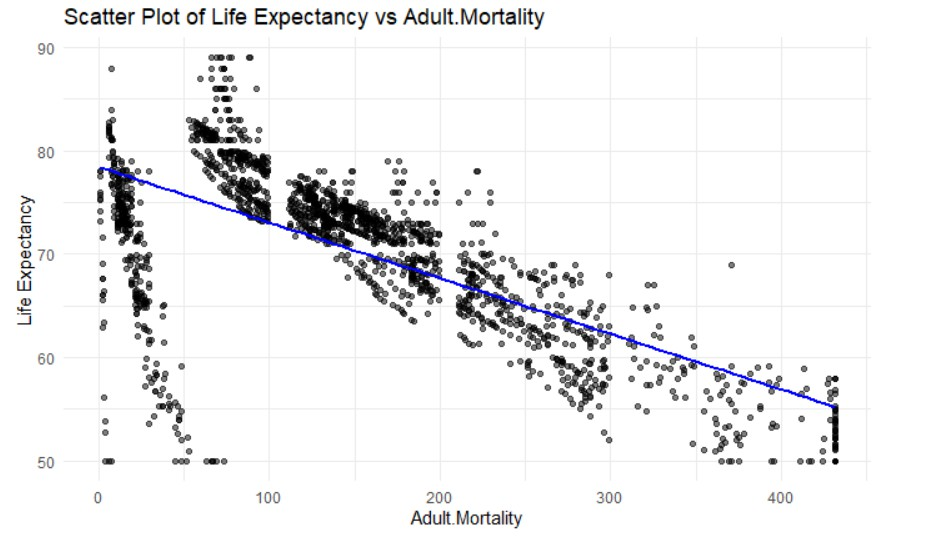 Scatter Plot of Life Expectancy vs Adult.Mortality
90
80
70
60
50
Life Expectancy
0 100 200 300 400
Adult.Mortality